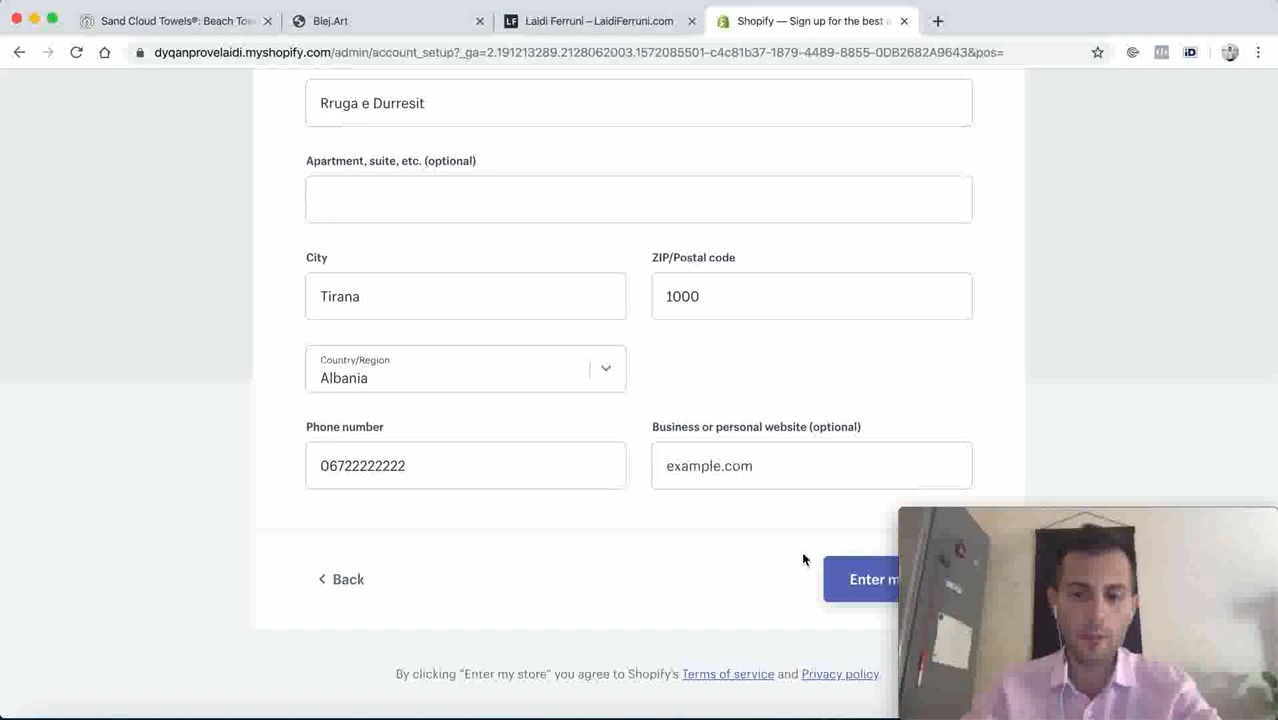 Sand Cloud Towels®: Beach Tow
Blej.Art
Laidi Ferruni – LaidiFerruni.com
Shopify — Sign up for the best o
dyqanprovelaidi.myshopify.com/admin/account_setup?_ga=2.191213289.2128062003.1572085501-c4c81b37-1879-4489-8855-0DB2682A9643&pos=
Rruga e Durresit
Apartment, suite, etc. (optional)
City
ZIP/Postal code
Tirana
1000
Country/Region
Albania
Phone number
Business or personal website (optional)
06722222222
example.com
Back
Enter m
By clicking "Enter my store" you agree to Shopify's Terms of service and Privacy policy.